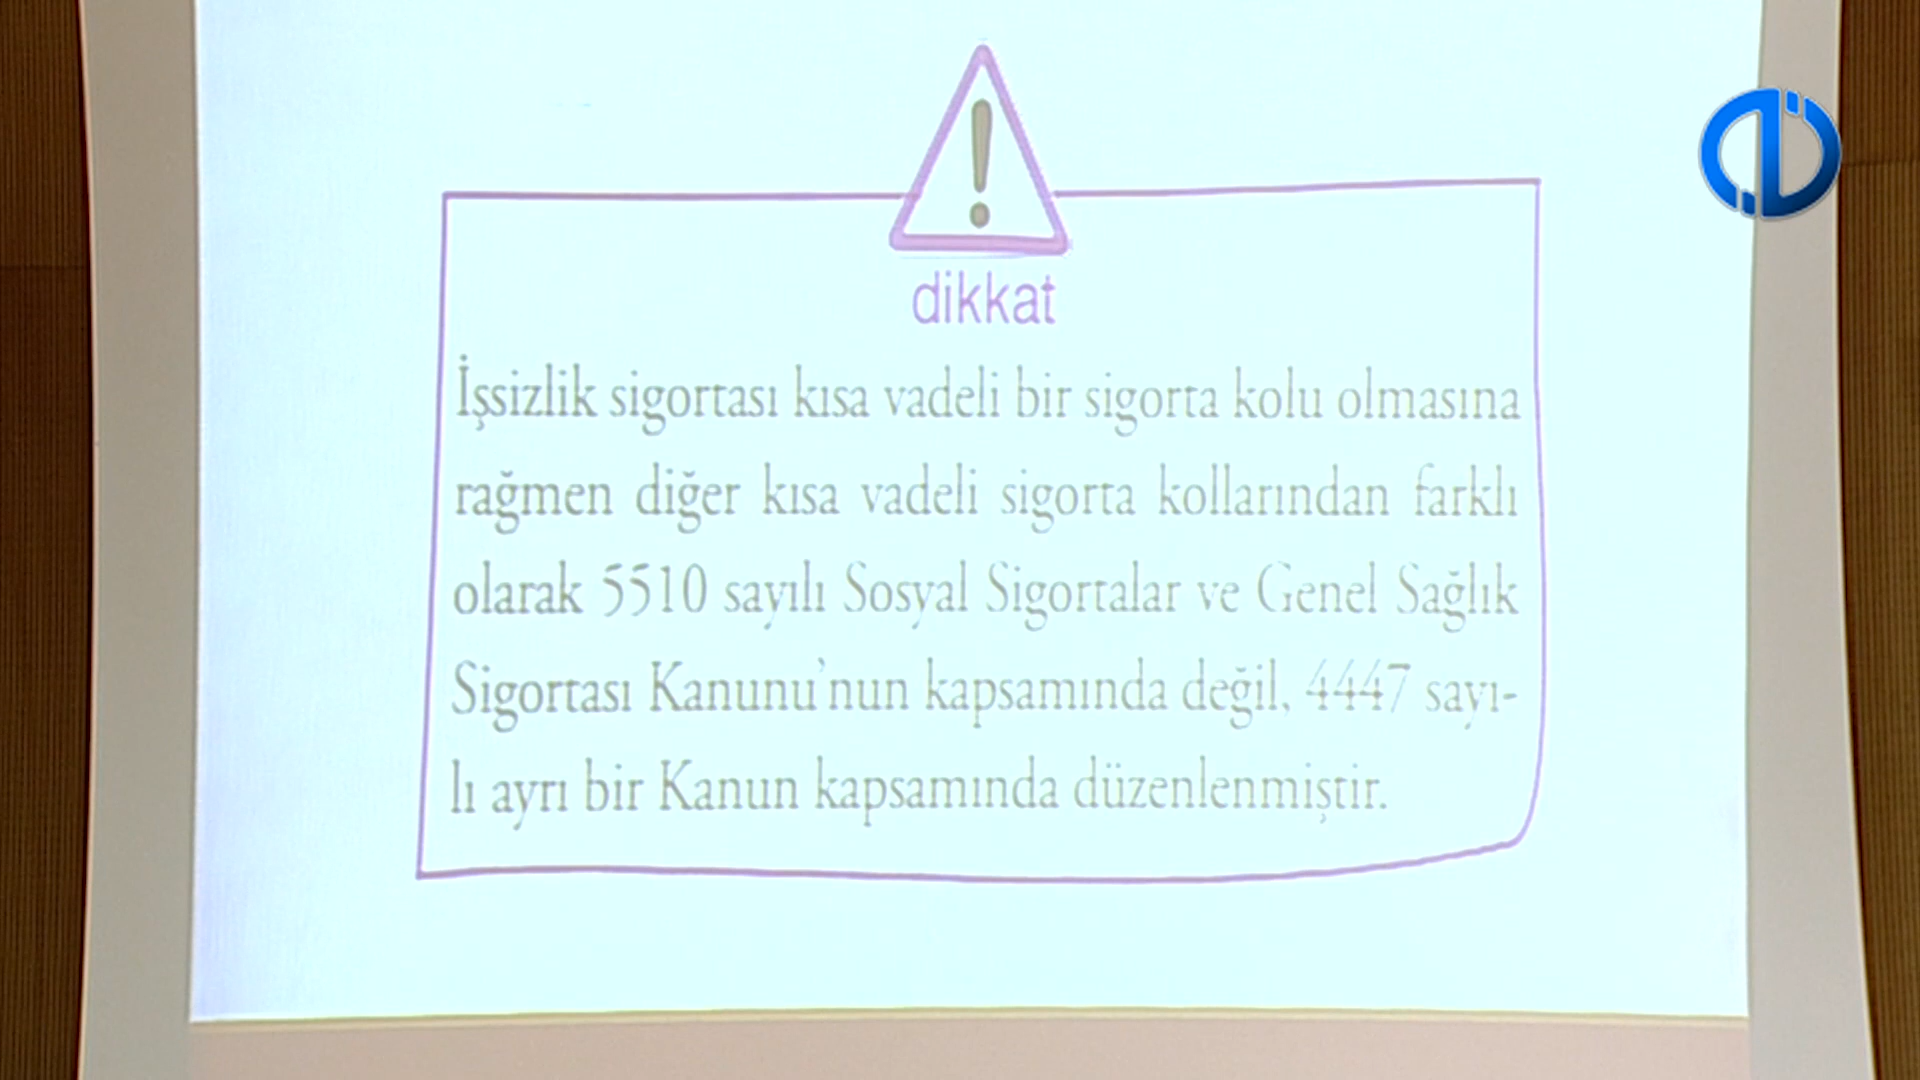 dikkat
İşsizlik sigortası kısa vadeli bir sigorta kolu olmasına
rağmen diğer kısa vadeli sigorta kollarından farklı
olarak 5510 sayılı Sosyal Sigortalar ve Genel Sağlık
Sigortası Kanunu'nun kapsamında değil, 4447 sayı-
lı ayrı bir Kanun kapsamında düzenlenmiştir.